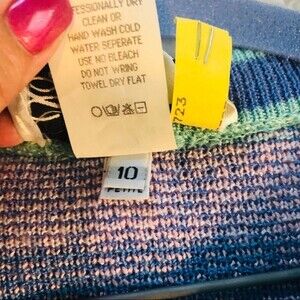 FESSIONALLY DRY
CLEAN OR
HAND WASH COLD
WATER SEPERATE
USE NO BLEACH
DO NOT WRING
TOWEL DRY FLAT
723
10
PETITE